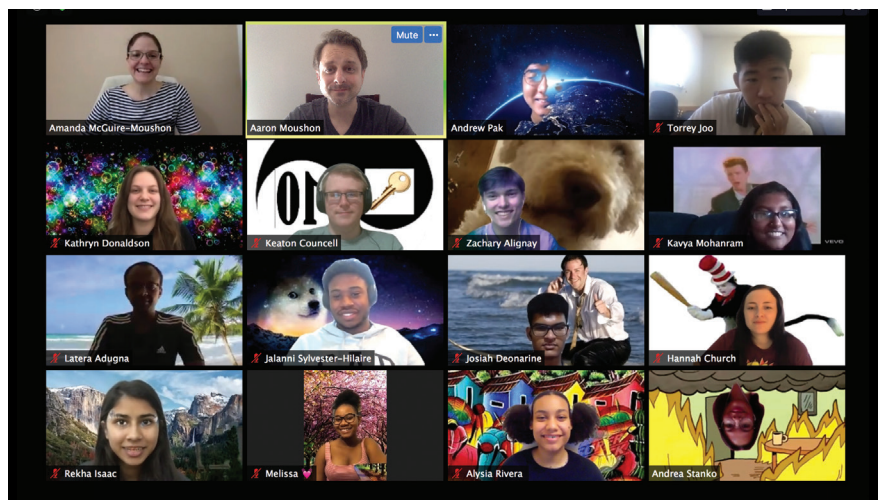 Mute ...
Amanda McGuire-Moushon
Aaron Moushon
Andrew Pak
Torrey Joo
Kathryn Donaldson
Keaton Councell
Zachary Alignay
Kavya Mohanram
vevo
Latera Adugna
Jalanni Sylvester-Hilaire
Josiah Deonarine
Hannah Church
Rekha Isaac
Melissa 💗
Alysia Rivera
Andrea Stanko